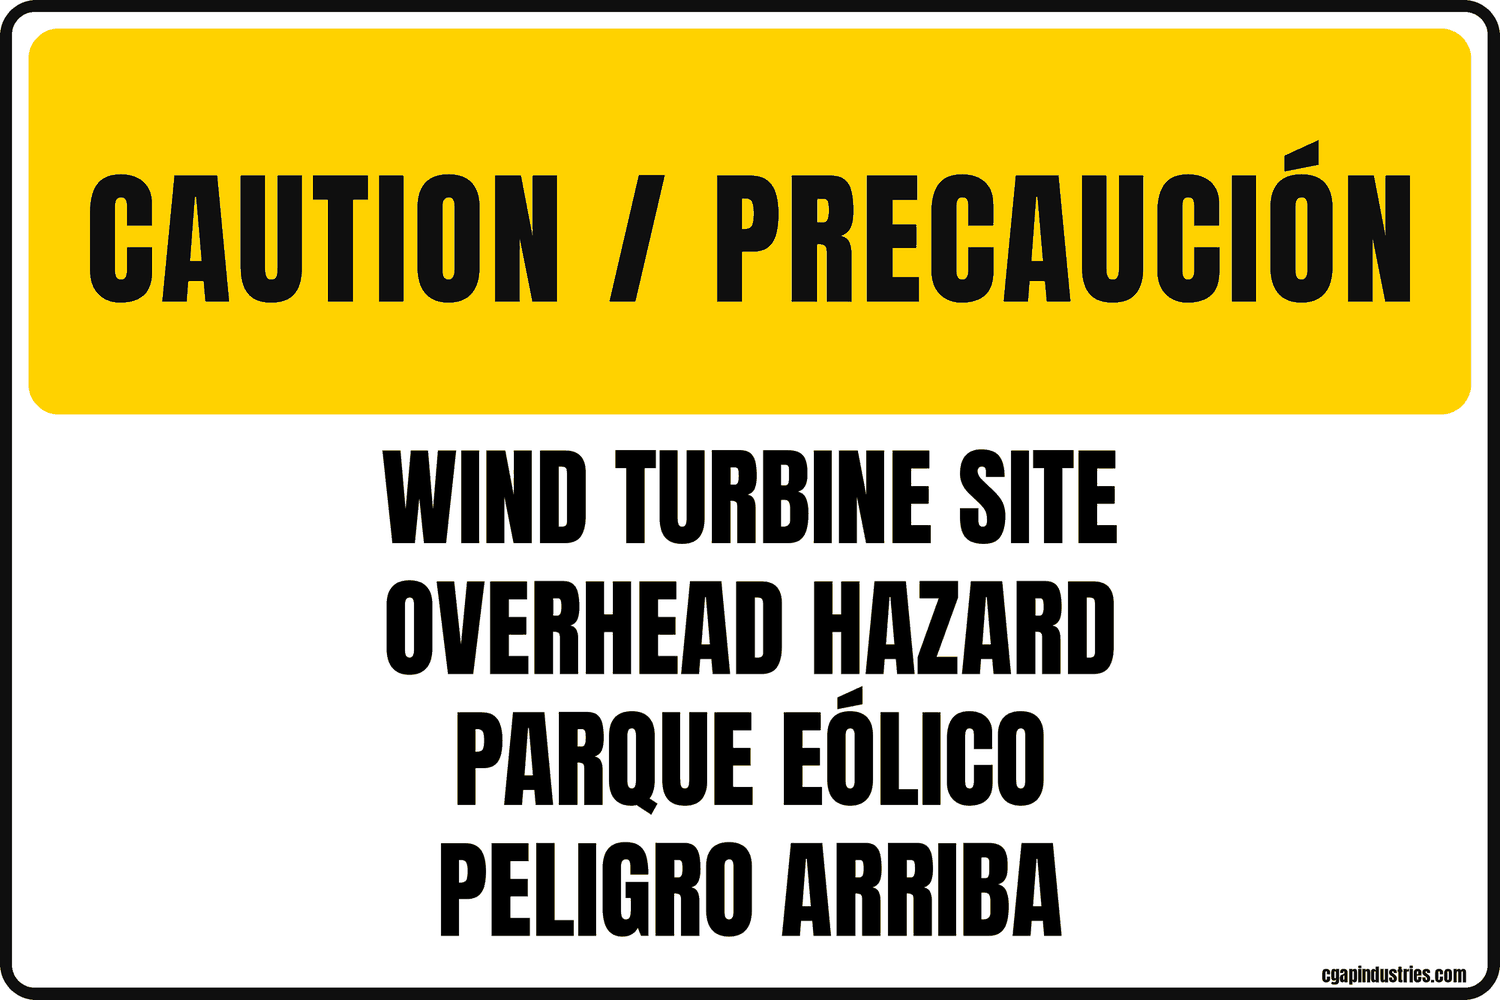 CAUTION / PRECAUCIÓN
WIND TURBINE SITE
OVERHEAD HAZARD
PARQUE EÓLICO
PELIGRO ARRIBA
cgapindustries.com